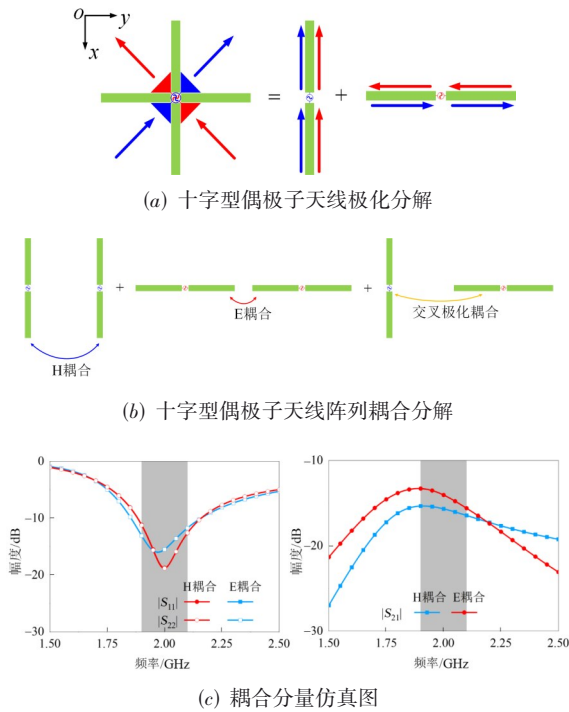 o y
x
= +
(a) 十字型偶极子天线极化分解
+ +
E耦合 交叉极化耦合
H耦合
(b) 十字型偶极子天线阵列耦合分解
0
-10
-20
-30
幅度/dB
H耦合 E耦合
|S11|
|S22|
1.50 1.75 2.00 2.25 2.50
频率/GHz
-10
-20
-30
幅度/dB
H耦合 E耦合
|S21|
1.50 1.75 2.00 2.25 2.50
频率/GHz
(c) 耦合分量仿真图